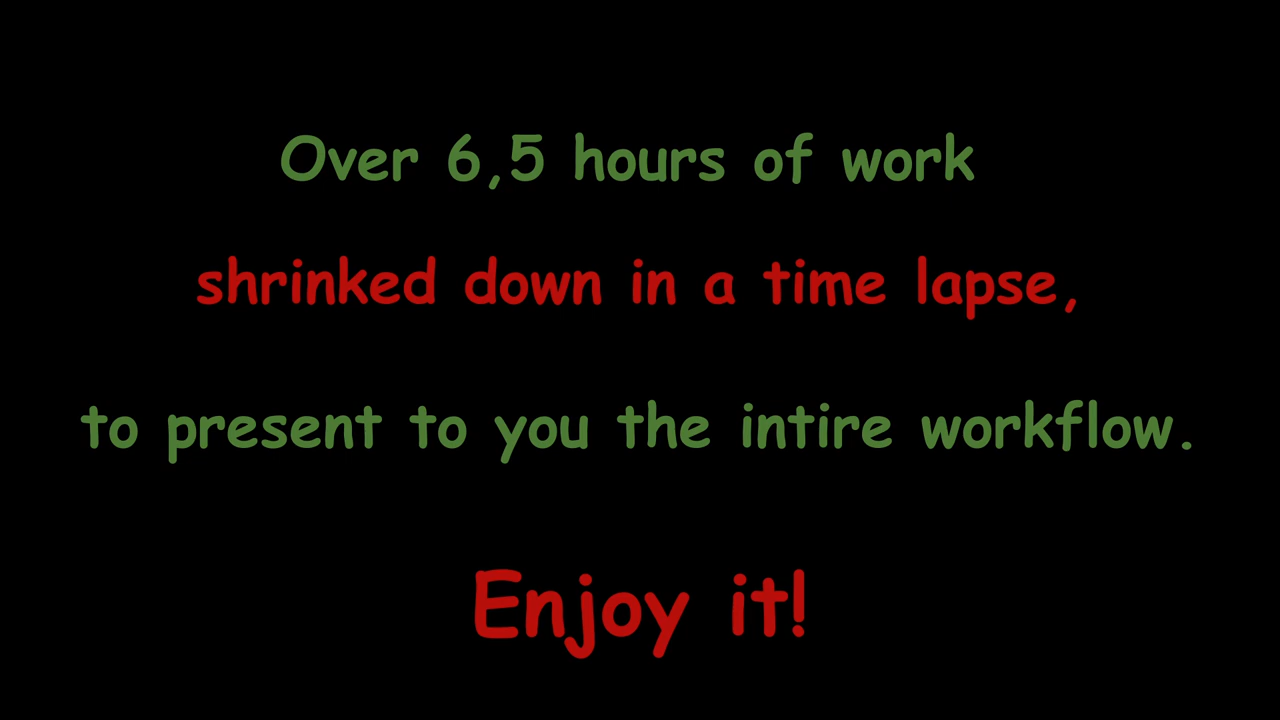 Over 6,5 hours of work
shrinked down in a time lapse,
to present to you the intire workflow.
Enjoy it!